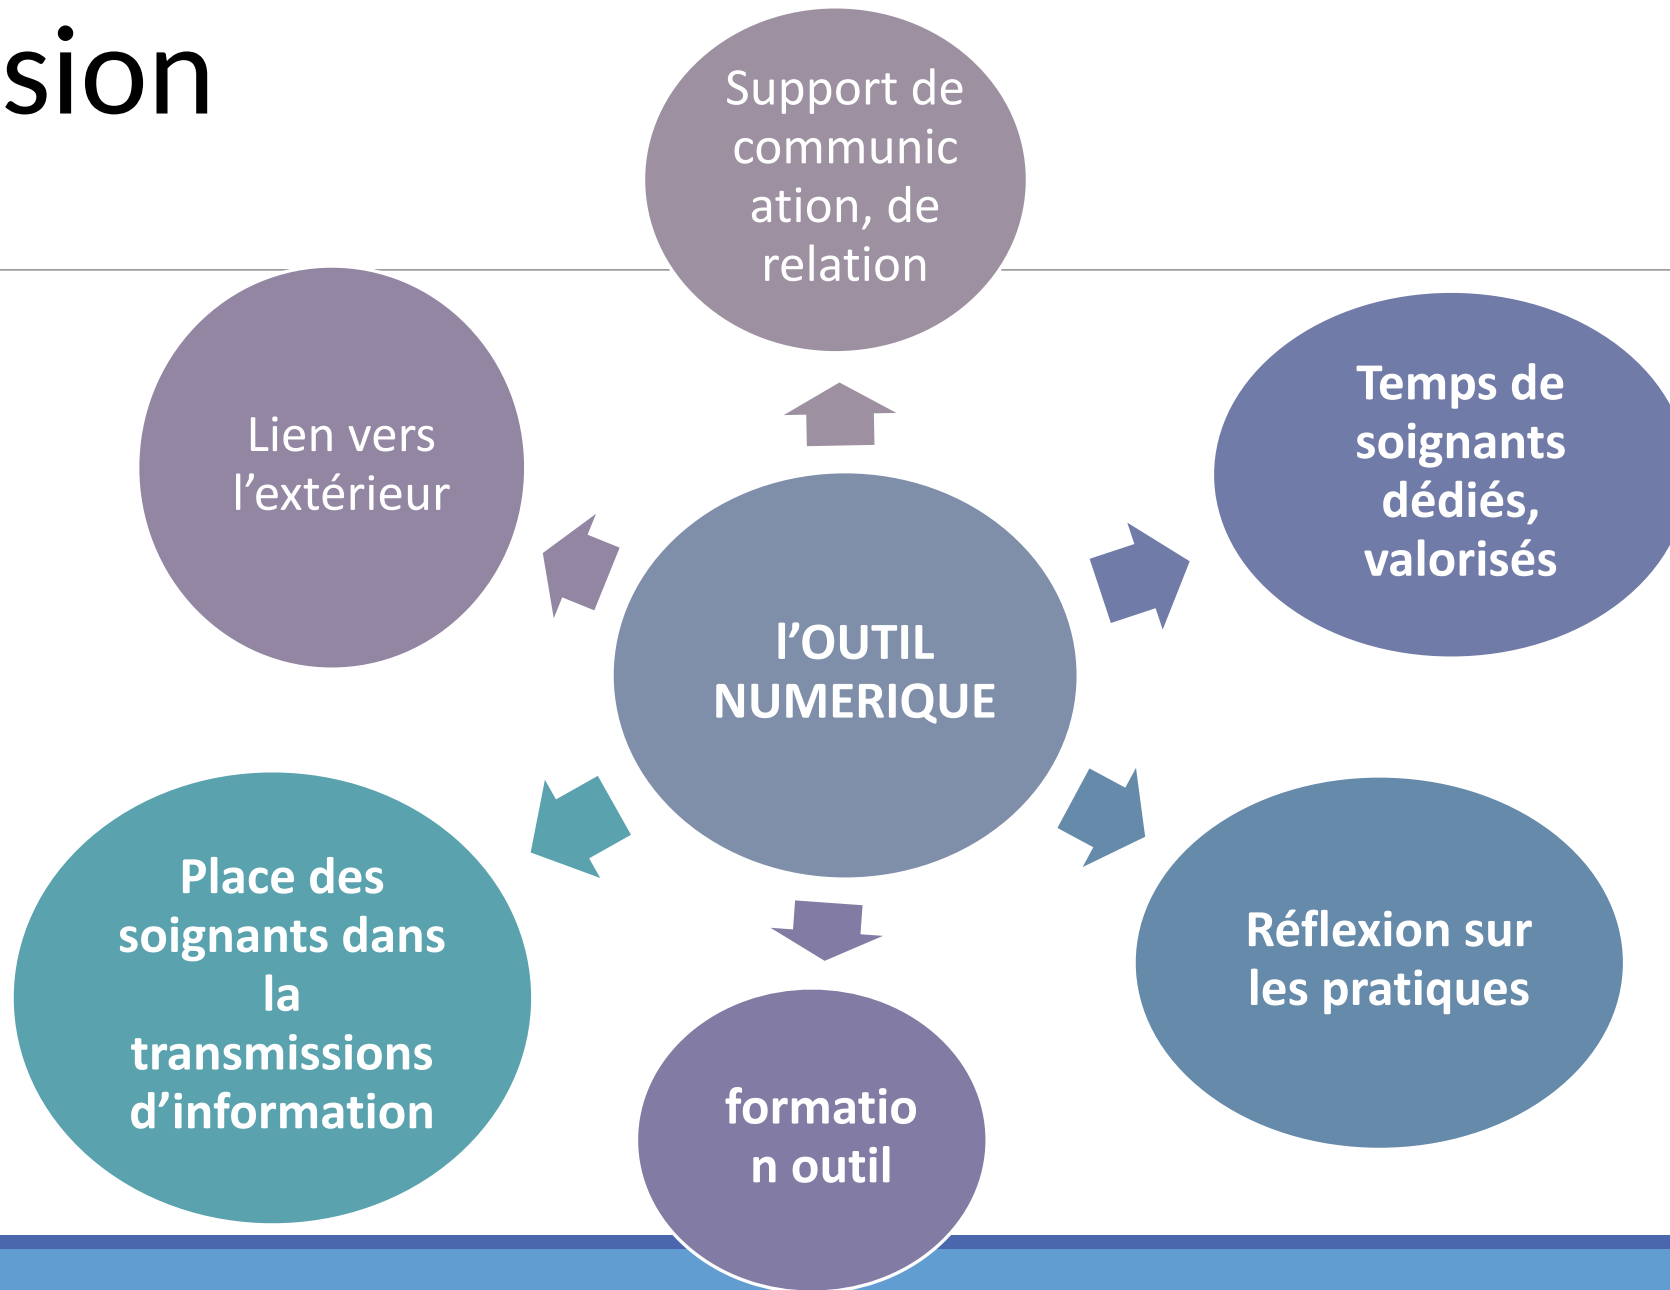 sion
Support de
communic
ation, de
relation
Temps de
soignants
dédiés,
valorisés
Réflexion sur
les pratiques
formatio
n outil
Place des
soignants dans
la
transmissions
d’information
Lien vers
l’extérieur
l’OUTIL
NUMERIQUE